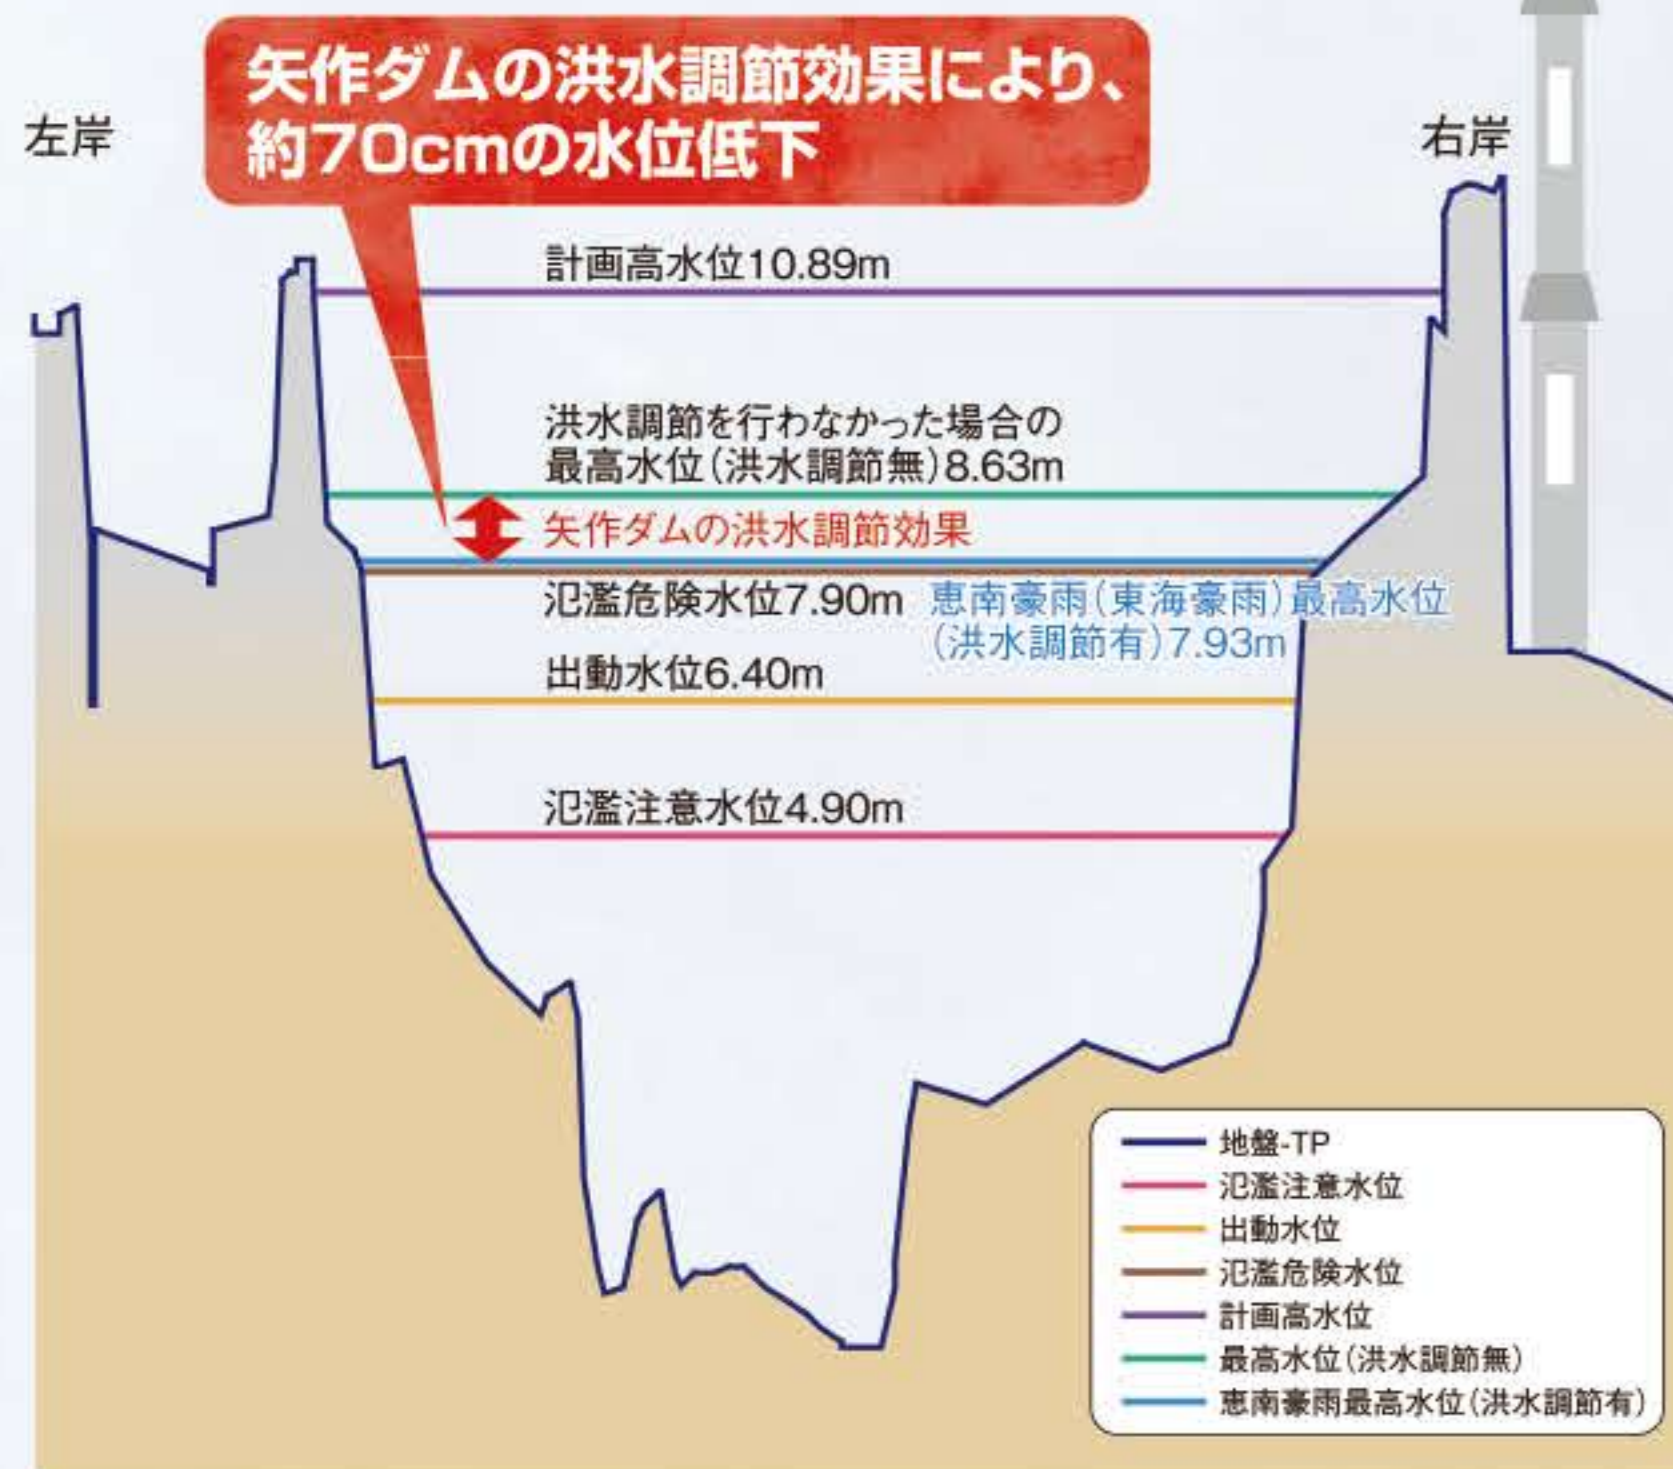 矢作ダムの洪水調節効果により、
約70cmの水位低下
左岸
右岸
計画高水位10.89m
洪水調節を行わなかった場合の
最高水位(洪水調節無)8.63m
矢作ダムの洪水調節効果
氾濫危険水位7.90m
恵南豪雨(東海豪雨)最高水位
(洪水調節有)7.93m
出動水位6.40m
氾濫注意水位4.90m
地盤-TP
氾濫注意水位
出動水位
氾濫危険水位
計画高水位
最高水位(洪水調節無)
恵南豪雨最高水位(洪水調節有)